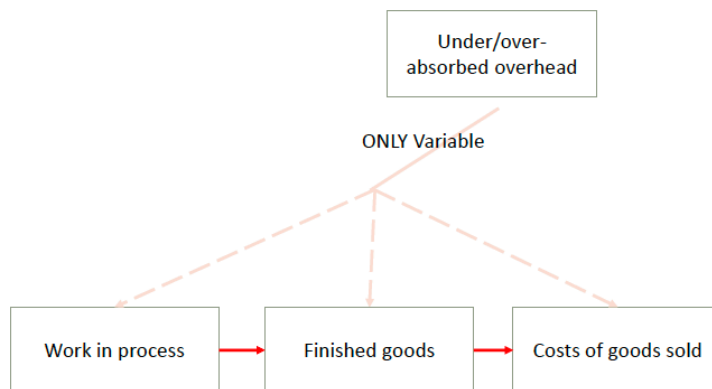 Under/over-
absorbed overhead
ONLY Variable
Work in process
Finished goods
Costs of goods sold